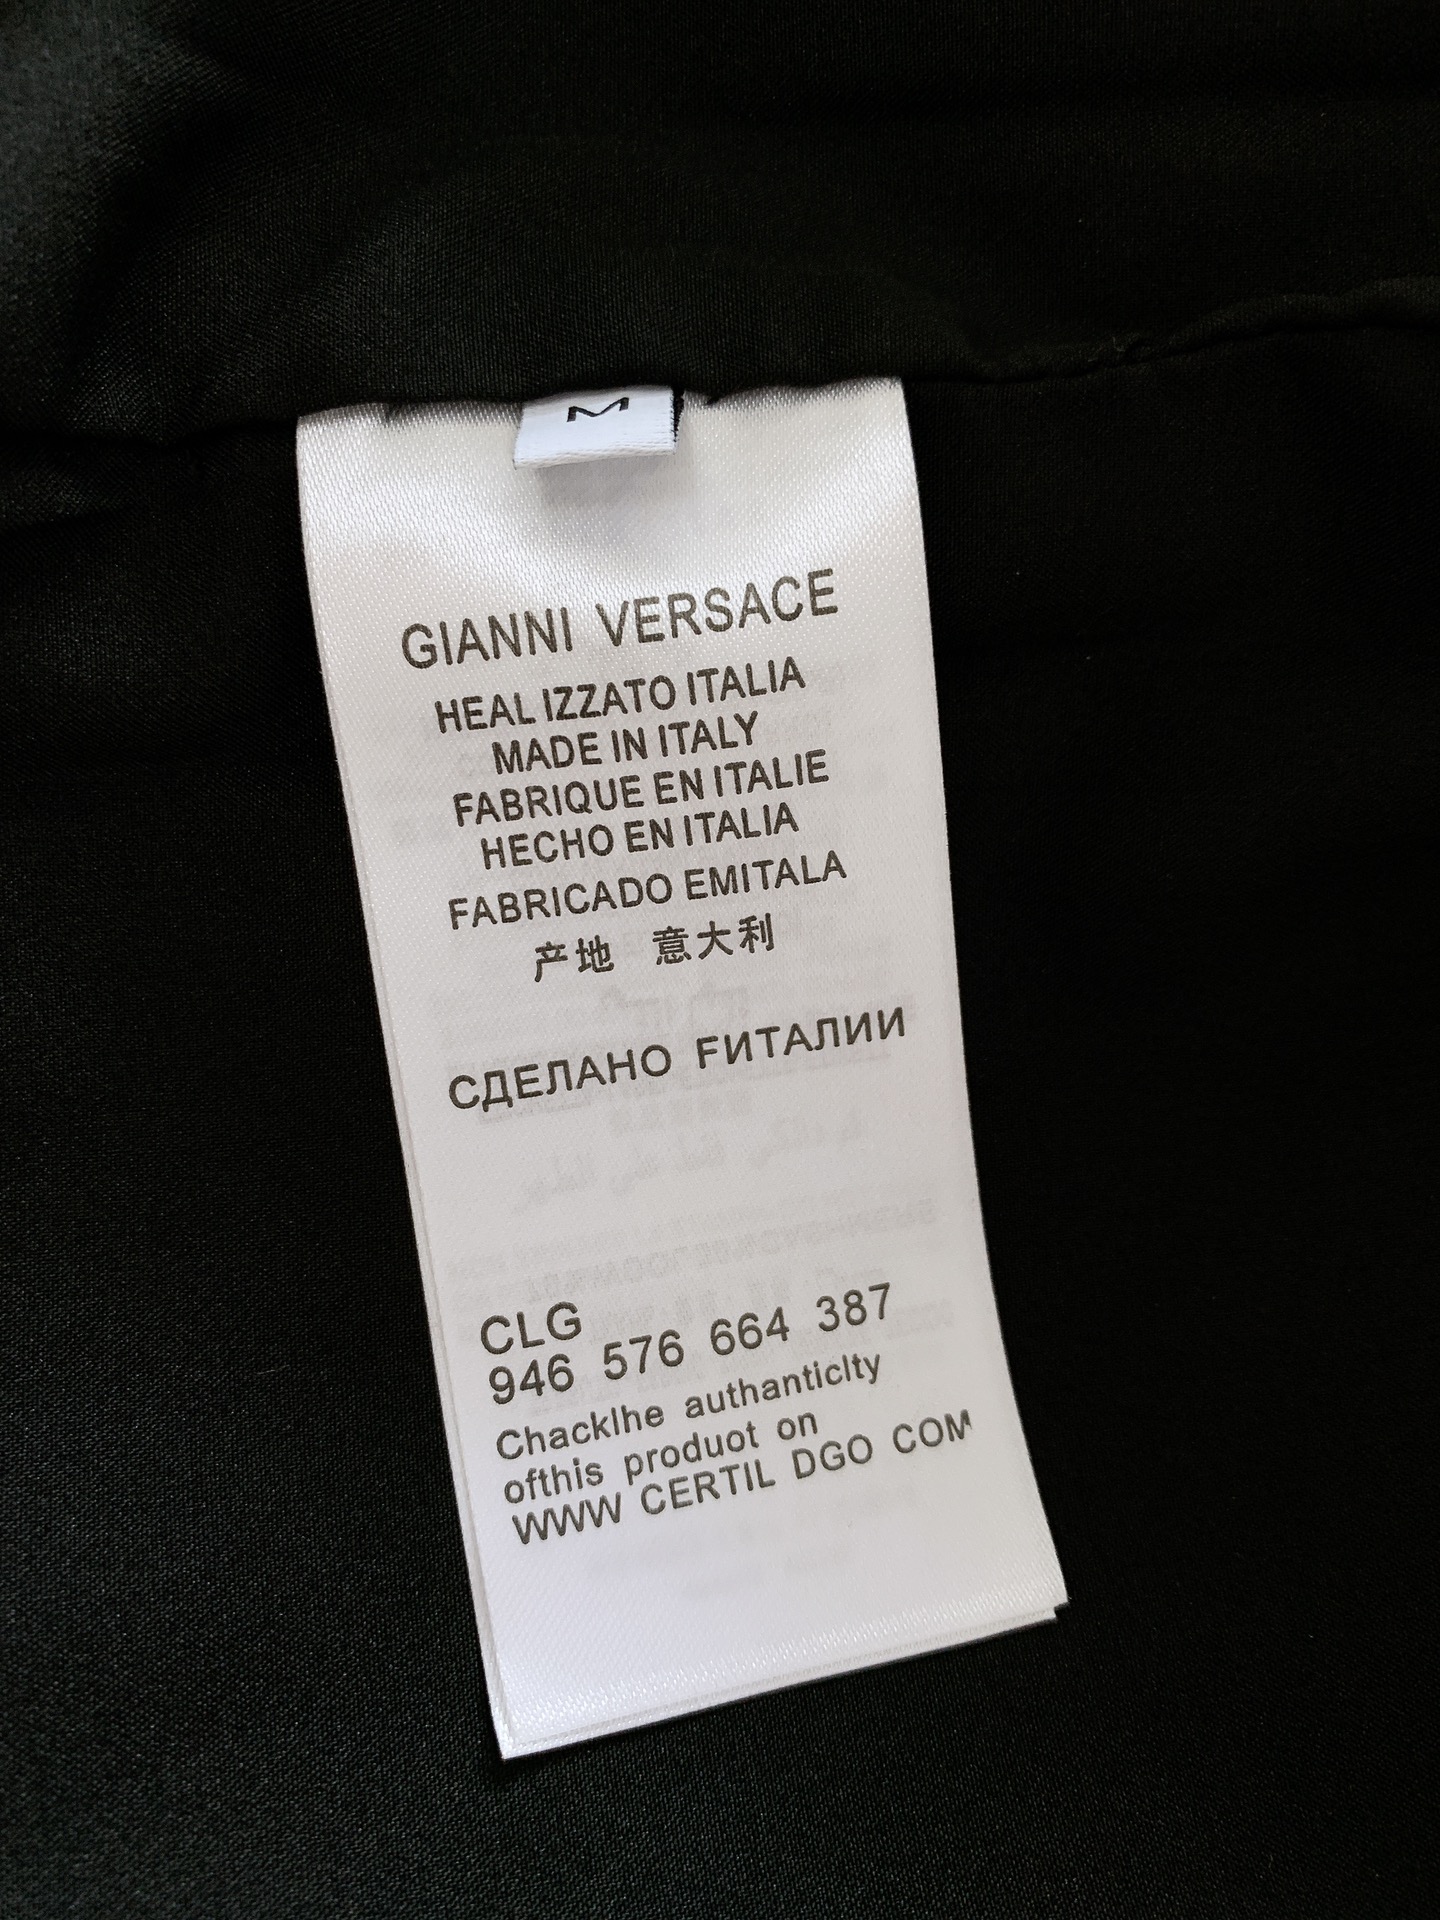 M
GIANNI VERSACE
HEAL IZZATO ITALIA
MADE IN ITALY
FABRIQUE EN ITALIE
HECHO EN ITALIA
FABRICADO EMITALA
产地 意大利
СДЕЛАНО FИТАЛИИ
CLG
946 576 664 387
Chacklhe authanticlty
ofthis produot on
WWW CERTIL DGO COM